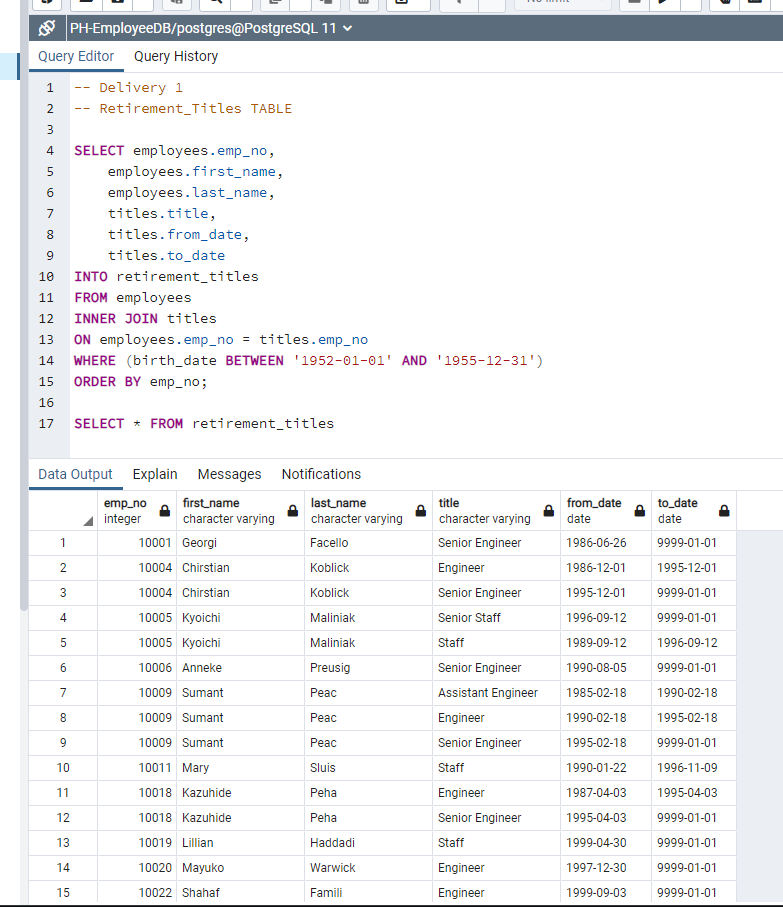 No limit
PH-EmployeeDB/postgres@PostgreSQL 11
Query Editor Query History
1 -- Delivery 1
2 -- Retirement_Titles TABLE
3
4 SELECT employees.emp_no,
5 employees.first_name,
6 employees.last_name,
7 titles.title,
8 titles.from_date,
9 titles.to_date
10 INTO retirement_titles
11 FROM employees
12 INNER JOIN titles
13 ON employees.emp_no = titles.emp_no
14 WHERE (birth_date BETWEEN '1952-01-01' AND '1955-12-31')
15 ORDER BY emp_no;
16
17 SELECT * FROM retirement_titles
Data Output Explain Messages Notifications
emp_no first_name last_name title from_date to_date
integer character varying character varying character varying date date
1 10001 Georgi Facello Senior Engineer 1986-06-26 9999-01-01
2 10004 Chirstian Koblick Engineer 1986-12-01 1995-12-01
3 10004 Chirstian Koblick Senior Engineer 1995-12-01 9999-01-01
4 10005 Kyoichi Maliniak Senior Staff 1996-09-12 9999-01-01
5 10005 Kyoichi Maliniak Staff 1989-09-12 1996-09-12
6 10006 Anneke Preusig Senior Engineer 1990-08-05 9999-01-01
7 10009 Sumant Peac Assistant Engineer 1985-02-18 1990-02-18
8 10009 Sumant Peac Engineer 1990-02-18 1995-02-18
9 10009 Sumant Peac Senior Engineer 1995-02-18 9999-01-01
10 10011 Mary Sluis Staff 1990-01-22 1996-11-09
11 10018 Kazuhide Peha Engineer 1987-04-03 1995-04-03
12 10018 Kazuhide Peha Senior Engineer 1995-04-03 9999-01-01
13 10019 Lillian Haddadi Staff 1999-04-30 9999-01-01
14 10020 Mayuko Warwick Engineer 1997-12-30 9999-01-01
15 10022 Shahaf Famili Engineer 1999-09-03 9999-01-01